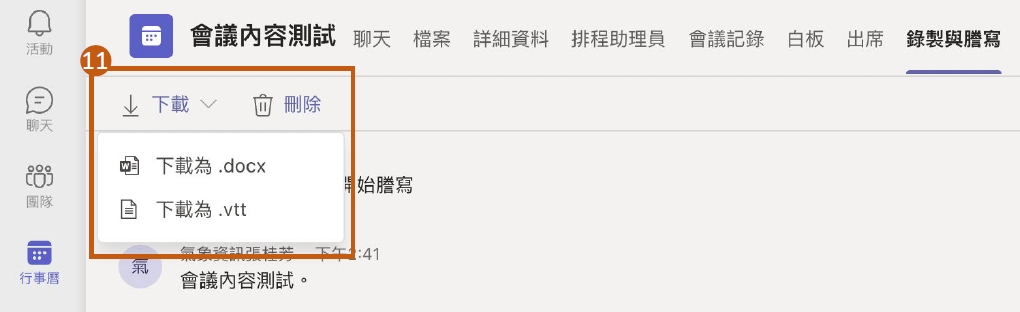 活動
聊天
團隊
行事曆
會議內容測試 聊天 檔案 詳細資料 排程助理員 會議記錄 白板 出席 錄製與謄寫
11
下載 刪除
下載為 .docx
開始謄寫
下載為 .vtt
氣象資訊張桂芳 下午2:41
氣
會議內容測試。